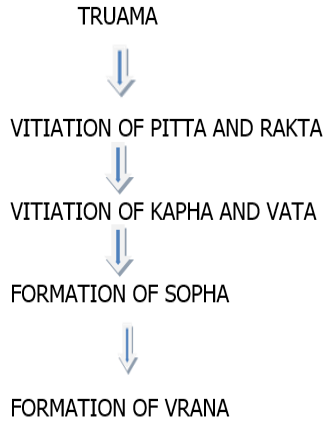 TRUAMA
VITIATION OF PITTA AND RAKTA
VITIATION OF KAPHA AND VATA
FORMATION OF SOPHA
FORMATION OF VRANA